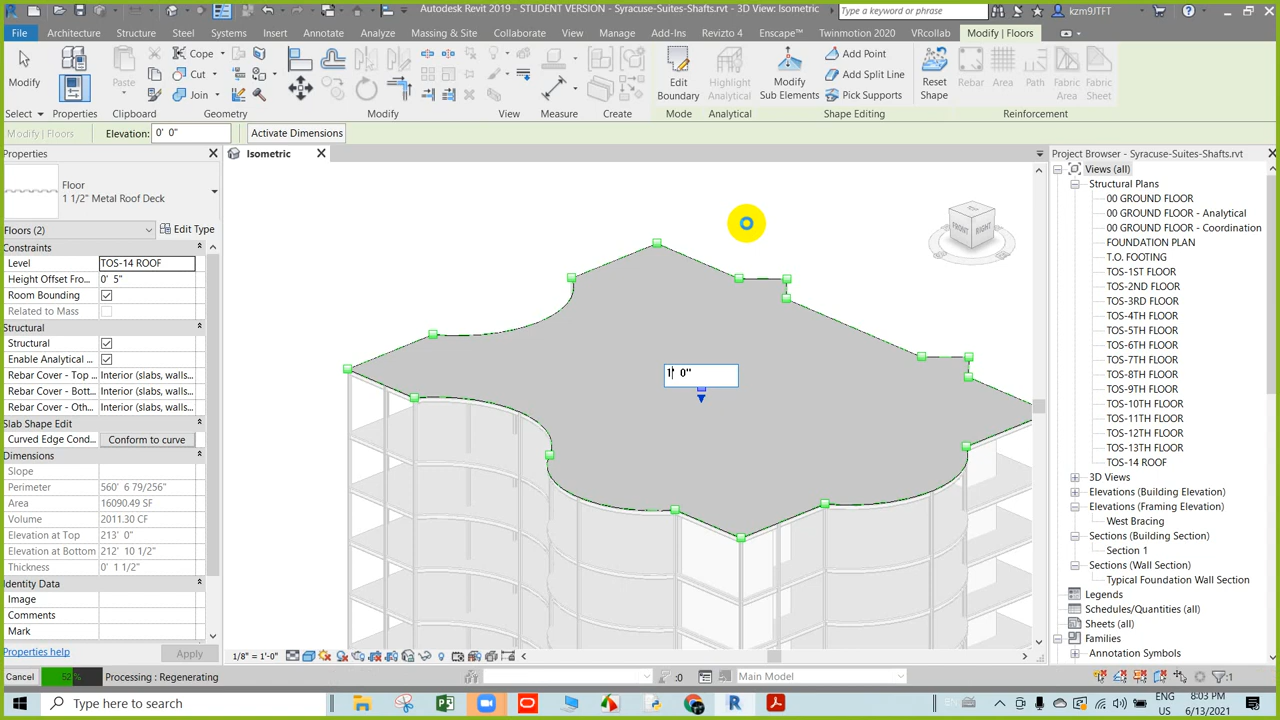 Autodesk Revit 2019 - STUDENT VERSION - Syracuse-Suites-Shafts.rvt - 3D View: Isometric
Type a keyword or phrase
kzm9JTFT
File Architecture Structure Steel Systems Insert Annotate Analyze Massing & Site Collaborate View Manage Add-Ins Revizto 4 Enscape™ Twinmotion 2020 VRcollab Modify | Floors
Modify
Paste
Cope
Cut
Join
Edit Boundary
Highlight Analytical
Modify Sub Elements
Add Point
Add Split Line
Pick Supports
Reset Shape
Rebar
Area
Path
Fabric Area
Fabric Sheet
Select Properties Clipboard Geometry Modify View Measure Create Mode Analytical Shape Editing Reinforcement
Modify | Floors Elevation: 0' 0" Activate Dimensions
Properties
Isometric
Project Browser - Syracuse-Suites-Shafts.rvt
Floor
1 1/2" Metal Roof Deck
Floors (2)
Edit Type
Constraints
Level TOS-14 ROOF
Height Offset Fro... 0' 5"
Room Bounding
Related to Mass
Structural
Structural
Enable Analytical ...
Rebar Cover - Top ... Interior (slabs, walls...
Rebar Cover - Bott... Interior (slabs, walls...
Rebar Cover - Oth... Interior (slabs, walls...
Slab Shape Edit
Curved Edge Cond... Conform to curve
Dimensions
Slope
Perimeter 560' 6 79/256"
Area 16090.49 SF
Volume 2011.30 CF
Elevation at Top 213' 0"
Elevation at Bottom 212' 10 1/2"
Thickness 0' 1 1/2"
Identity Data
Image
Comments
Mark
Properties help
Apply
FRONT
RIGHT
1' 0"
1/8" = 1'-0"
Views (all)
Structural Plans
00 GROUND FLOOR
00 GROUND FLOOR - Analytical
00 GROUND FLOOR - Coordination
FOUNDATION PLAN
T.O. FOOTING
TOS-1ST FLOOR
TOS-2ND FLOOR
TOS-3RD FLOOR
TOS-4TH FLOOR
TOS-5TH FLOOR
TOS-6TH FLOOR
TOS-7TH FLOOR
TOS-8TH FLOOR
TOS-9TH FLOOR
TOS-10TH FLOOR
TOS-11TH FLOOR
TOS-12TH FLOOR
TOS-13TH FLOOR
TOS-14 ROOF
3D Views
Elevations (Building Elevation)
Elevations (Framing Elevation)
West Bracing
Sections (Building Section)
Section 1
Sections (Wall Section)
Typical Foundation Wall Section
Legends
Schedules/Quantities (all)
Sheets (all)
Families
Annotation Symbols
Cancel 52 % Processing : Regenerating
:0
Main Model
:1
Type here to search
ENG
US
8:03 PM
6/13/2021